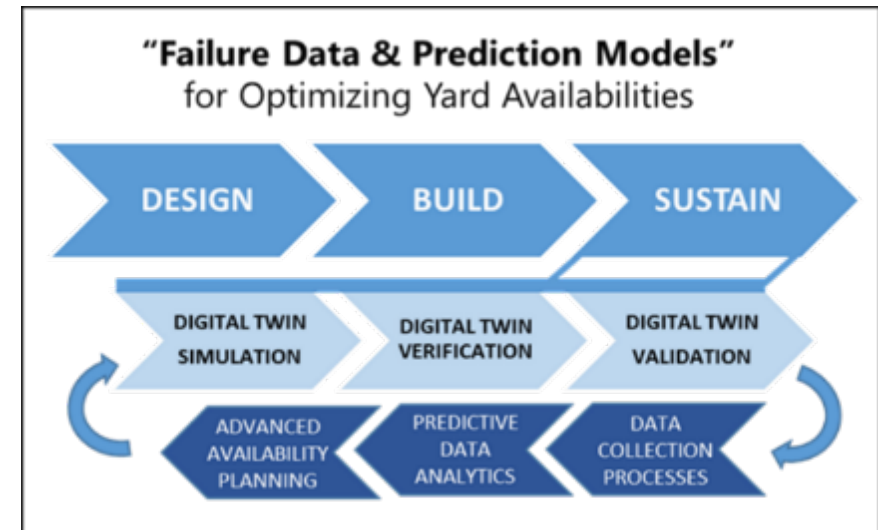 “Failure Data & Prediction Models”
for Optimizing Yard Availabilities
DESIGN
BUILD
SUSTAIN
DIGITAL TWIN
SIMULATION
DIGITAL TWIN
VERIFICATION
DIGITAL TWIN
VALIDATION
ADVANCED
AVAILABILITY
PLANNING
PREDICTIVE
DATA
ANALYTICS
DATA
COLLECTION
PROCESSES